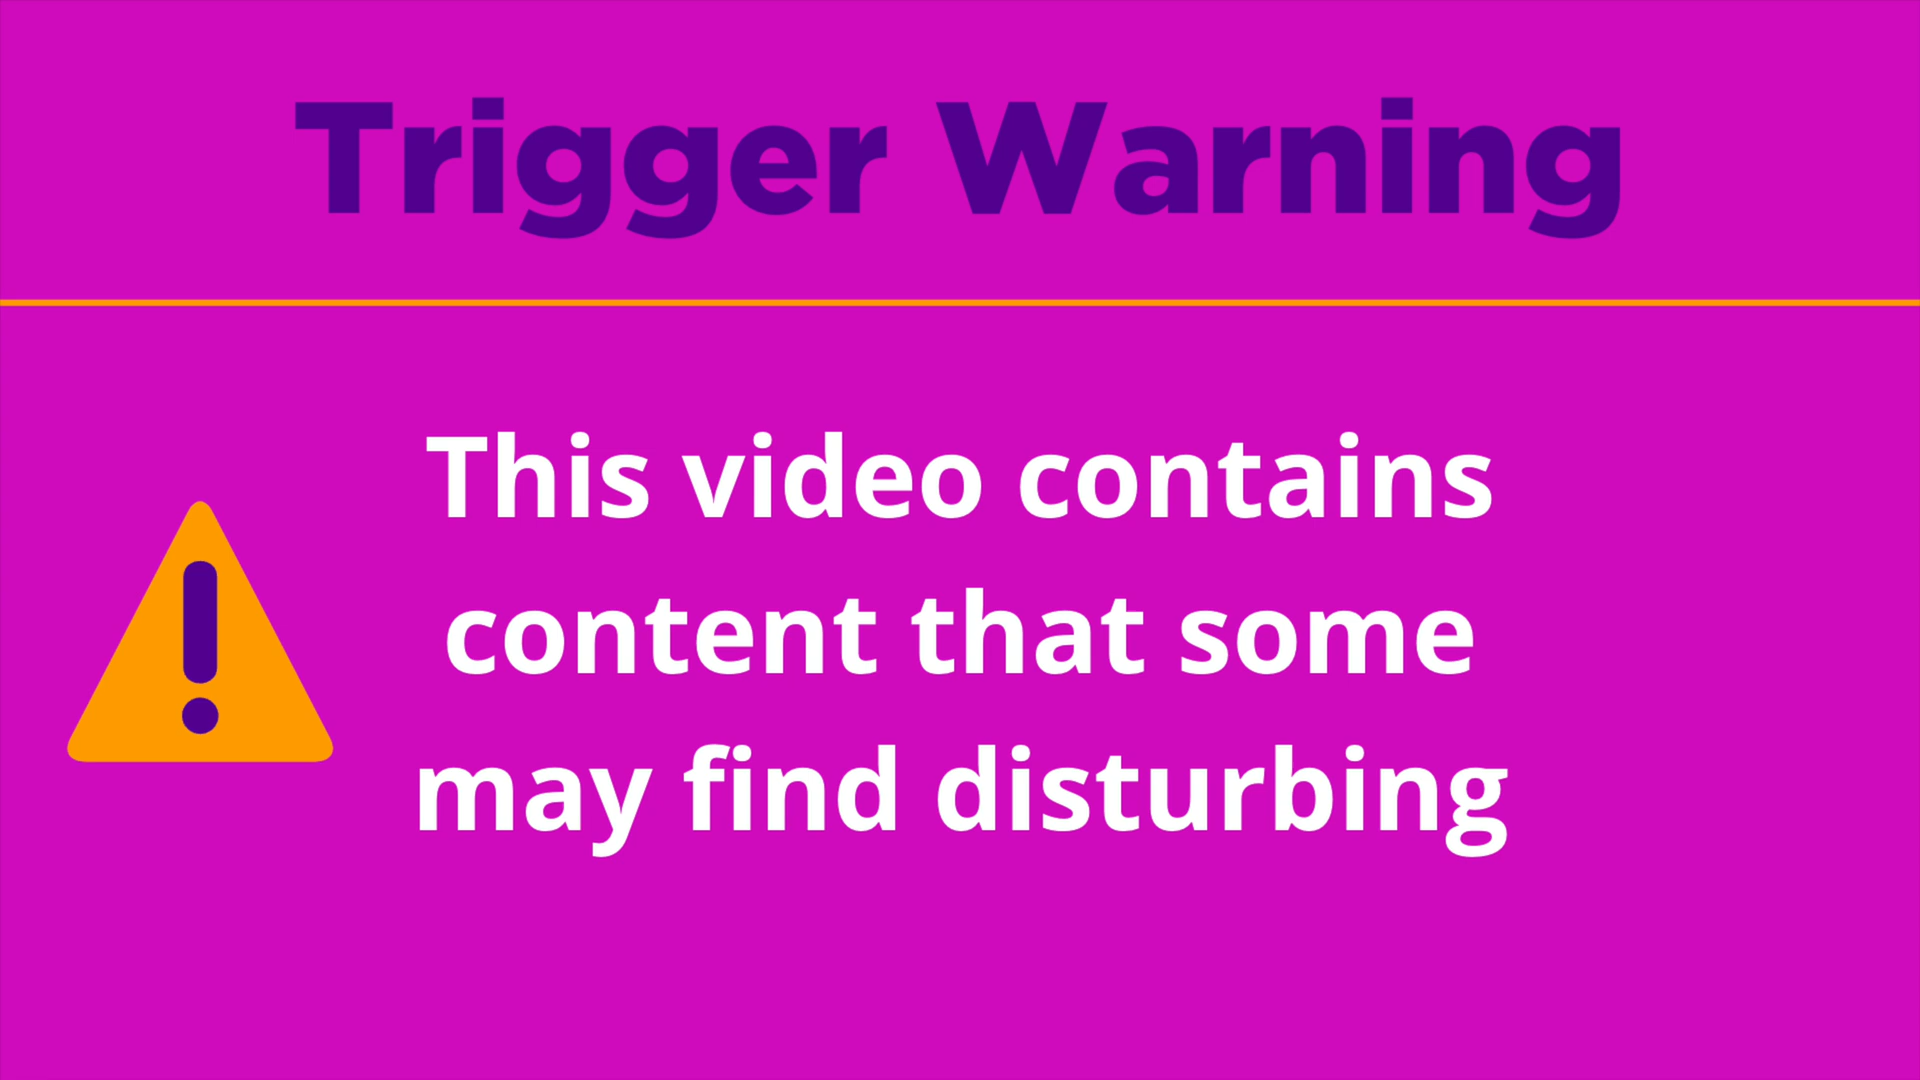 Trigger Warning
This video contains
content that some
may find disturbing